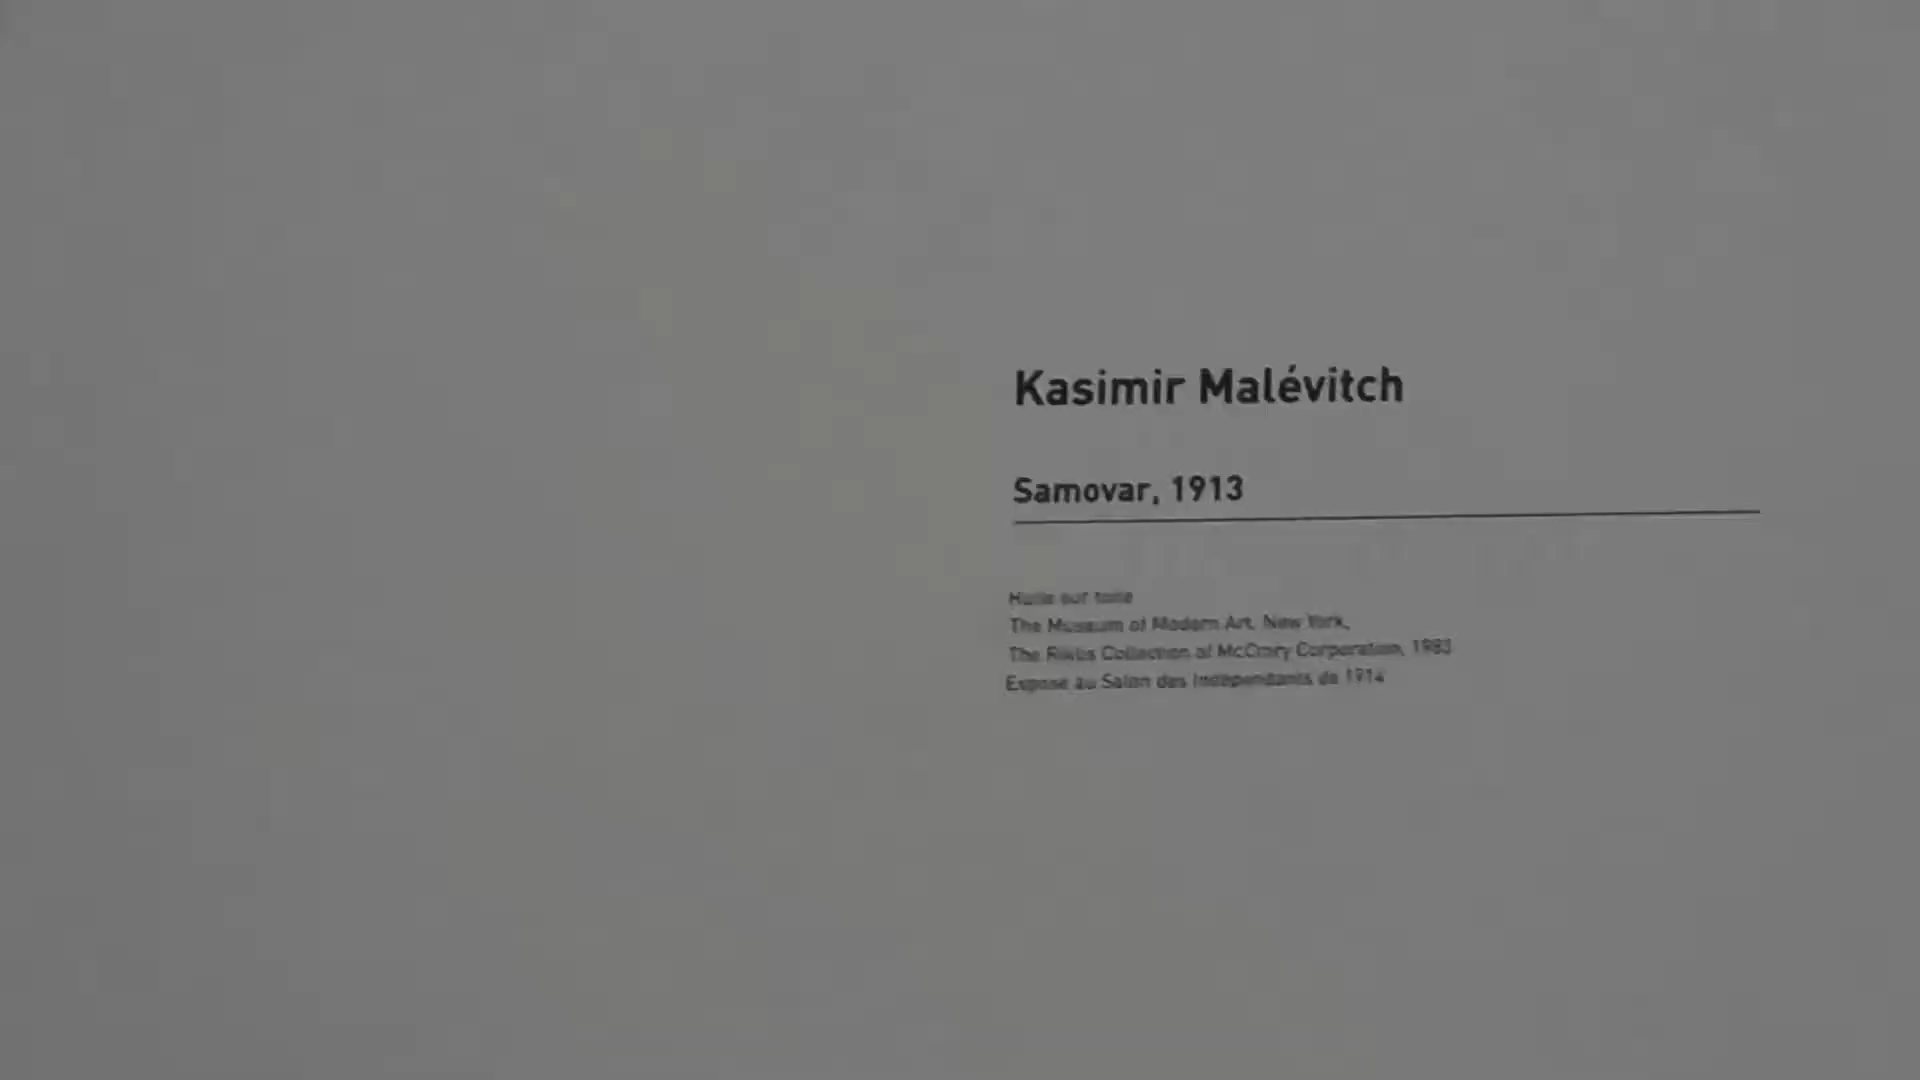 Kasimir Malévitch
Samovar, 1913
Huile sur toile
The Museum of Modern Art, New York,
The Riklis Collection of McCrory Corporation, 1983
Exposé au Salon des Indépendants de 1914